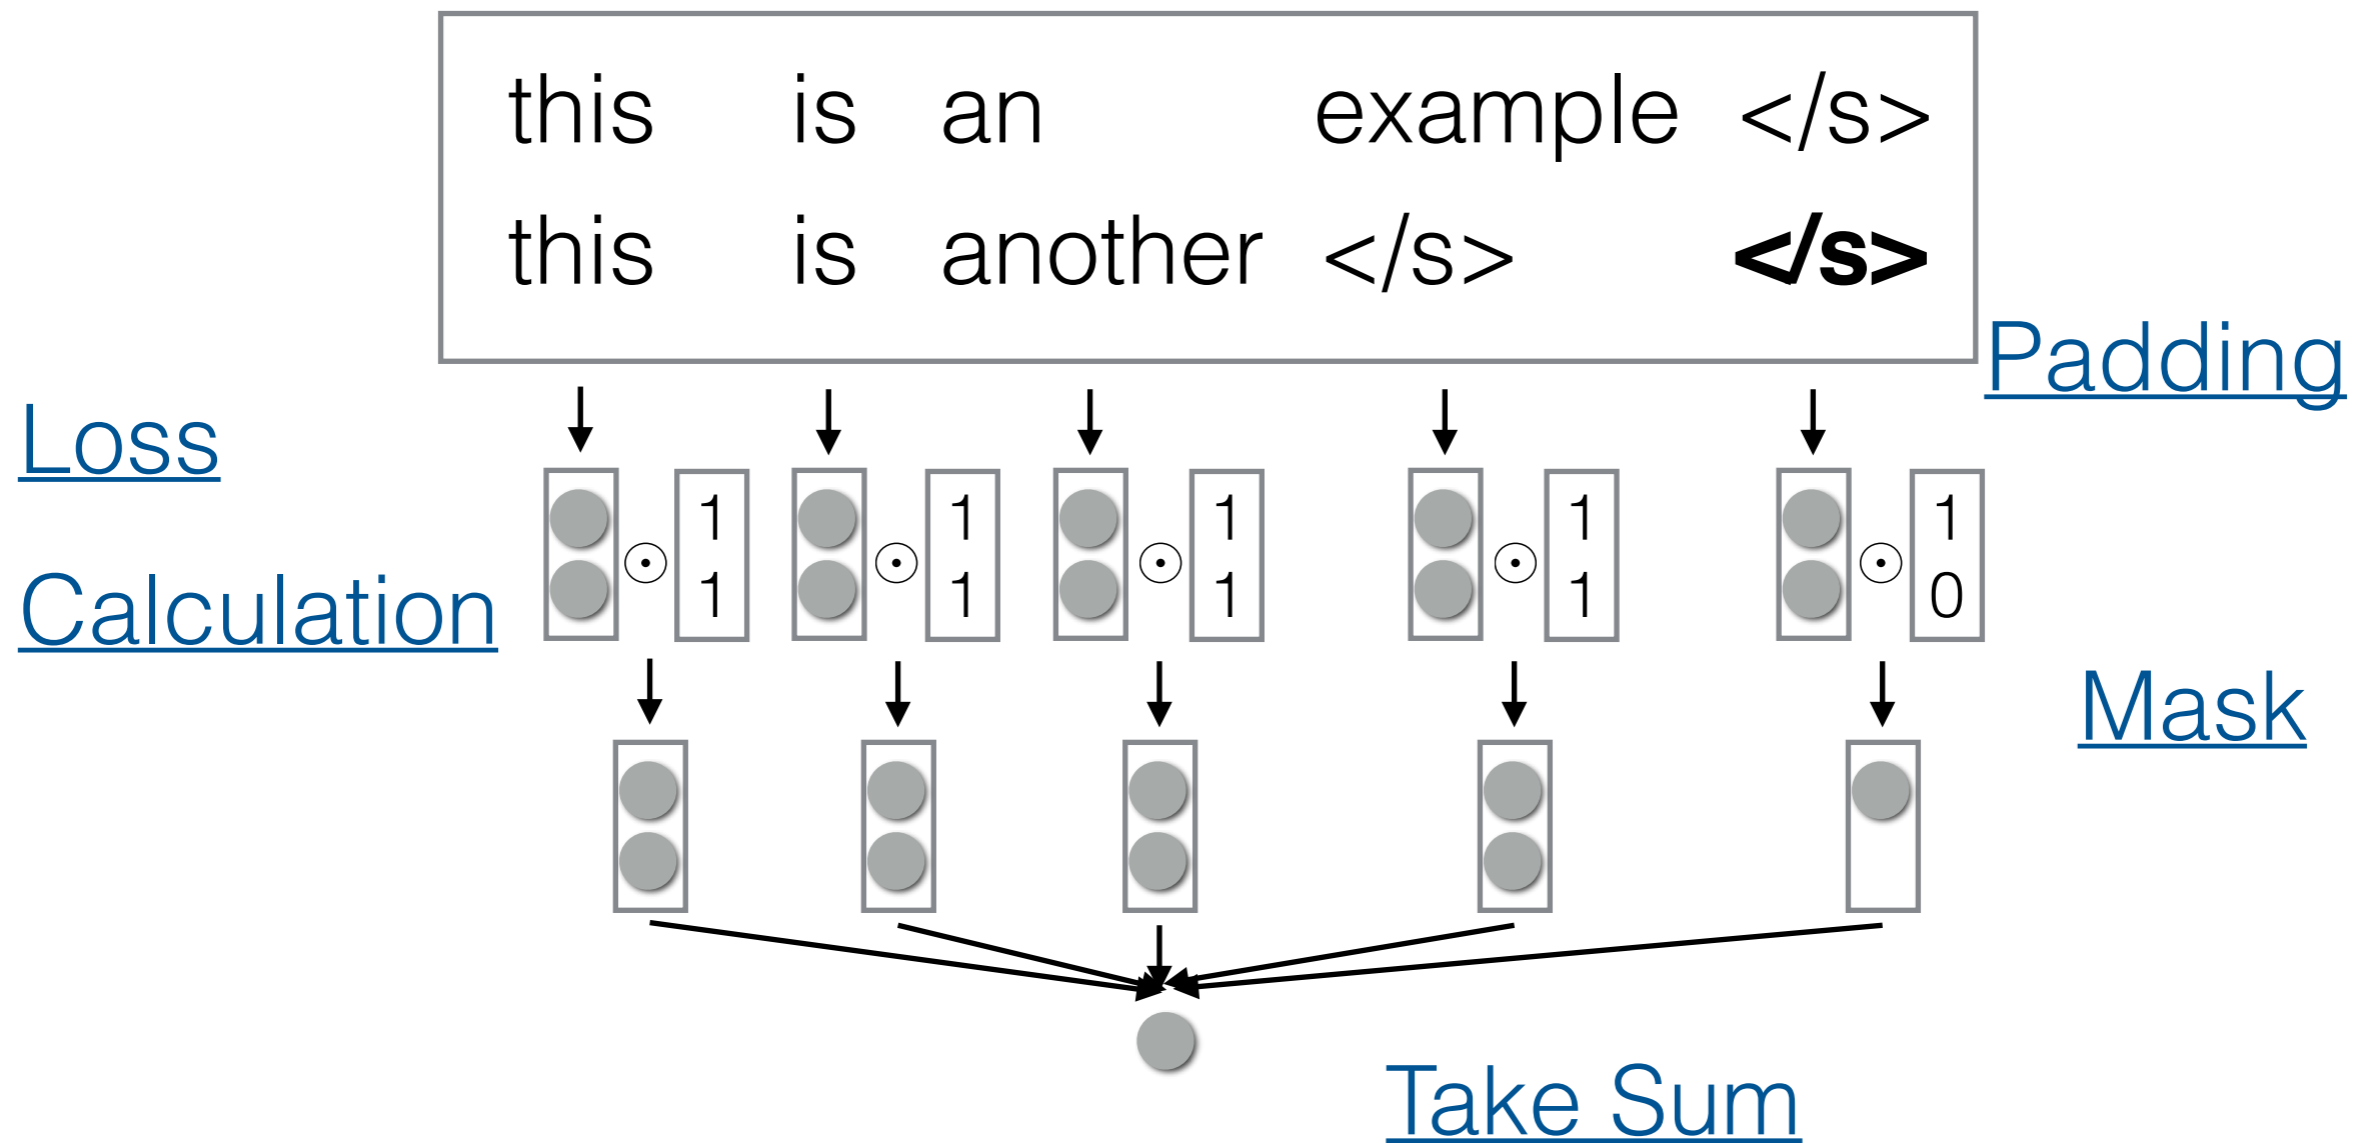 this is an example </s>
this is another </s> </s>
Padding
Loss
Calculation
1 1 1 1 1
⊙ ⊙ ⊙ ⊙ ⊙
1 1 1 1 0
Mask
Take Sum